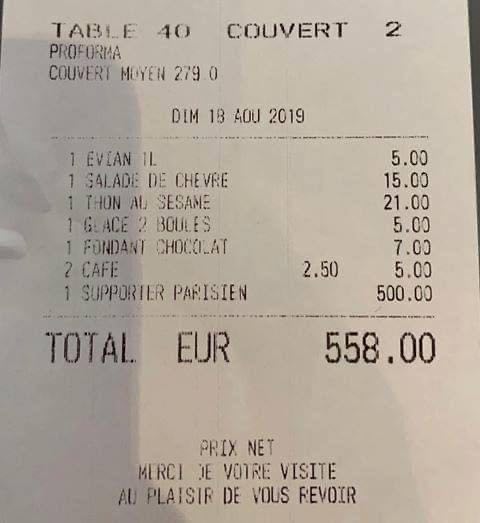 TABLE 40 COUVERT 2
PROFORMA
COUVERT MOYEN 279.0
DIM 18 AOU 2019
1 EVIAN 1L 5.00
1 SALADE DE CHEVRE 15.00
1 THON AU SESAME 21.00
1 GLACE 2 BOULES 5.00
1 FONDANT CHOCOLAT 7.00
2 CAFE 2.50 5.00
1 SUPPORTER PARISIEN 500.00
TOTAL EUR 558.00
PRIX NET
MERCI DE VOTRE VISITE
AU PLAISIR DE VOUS REVOIR